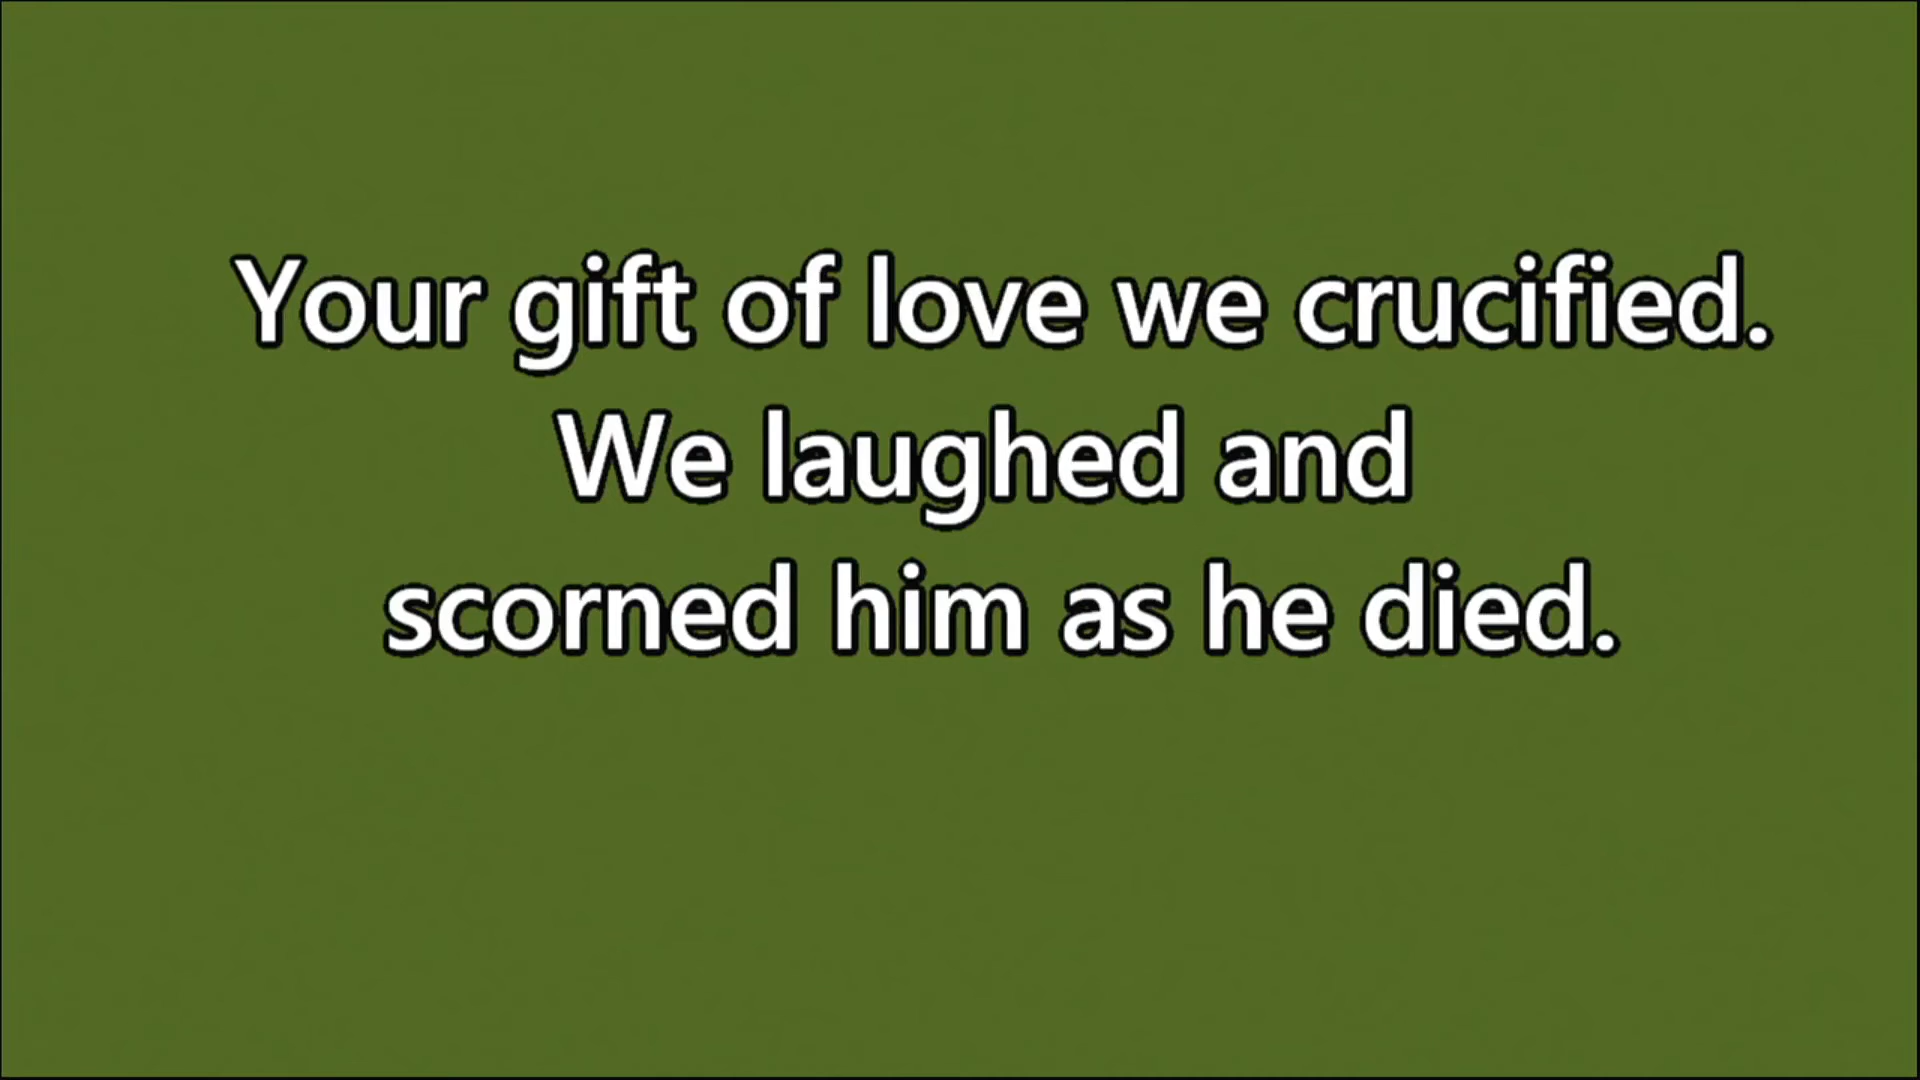 Your gift of love we crucified.
We laughed and
scorned him as he died.